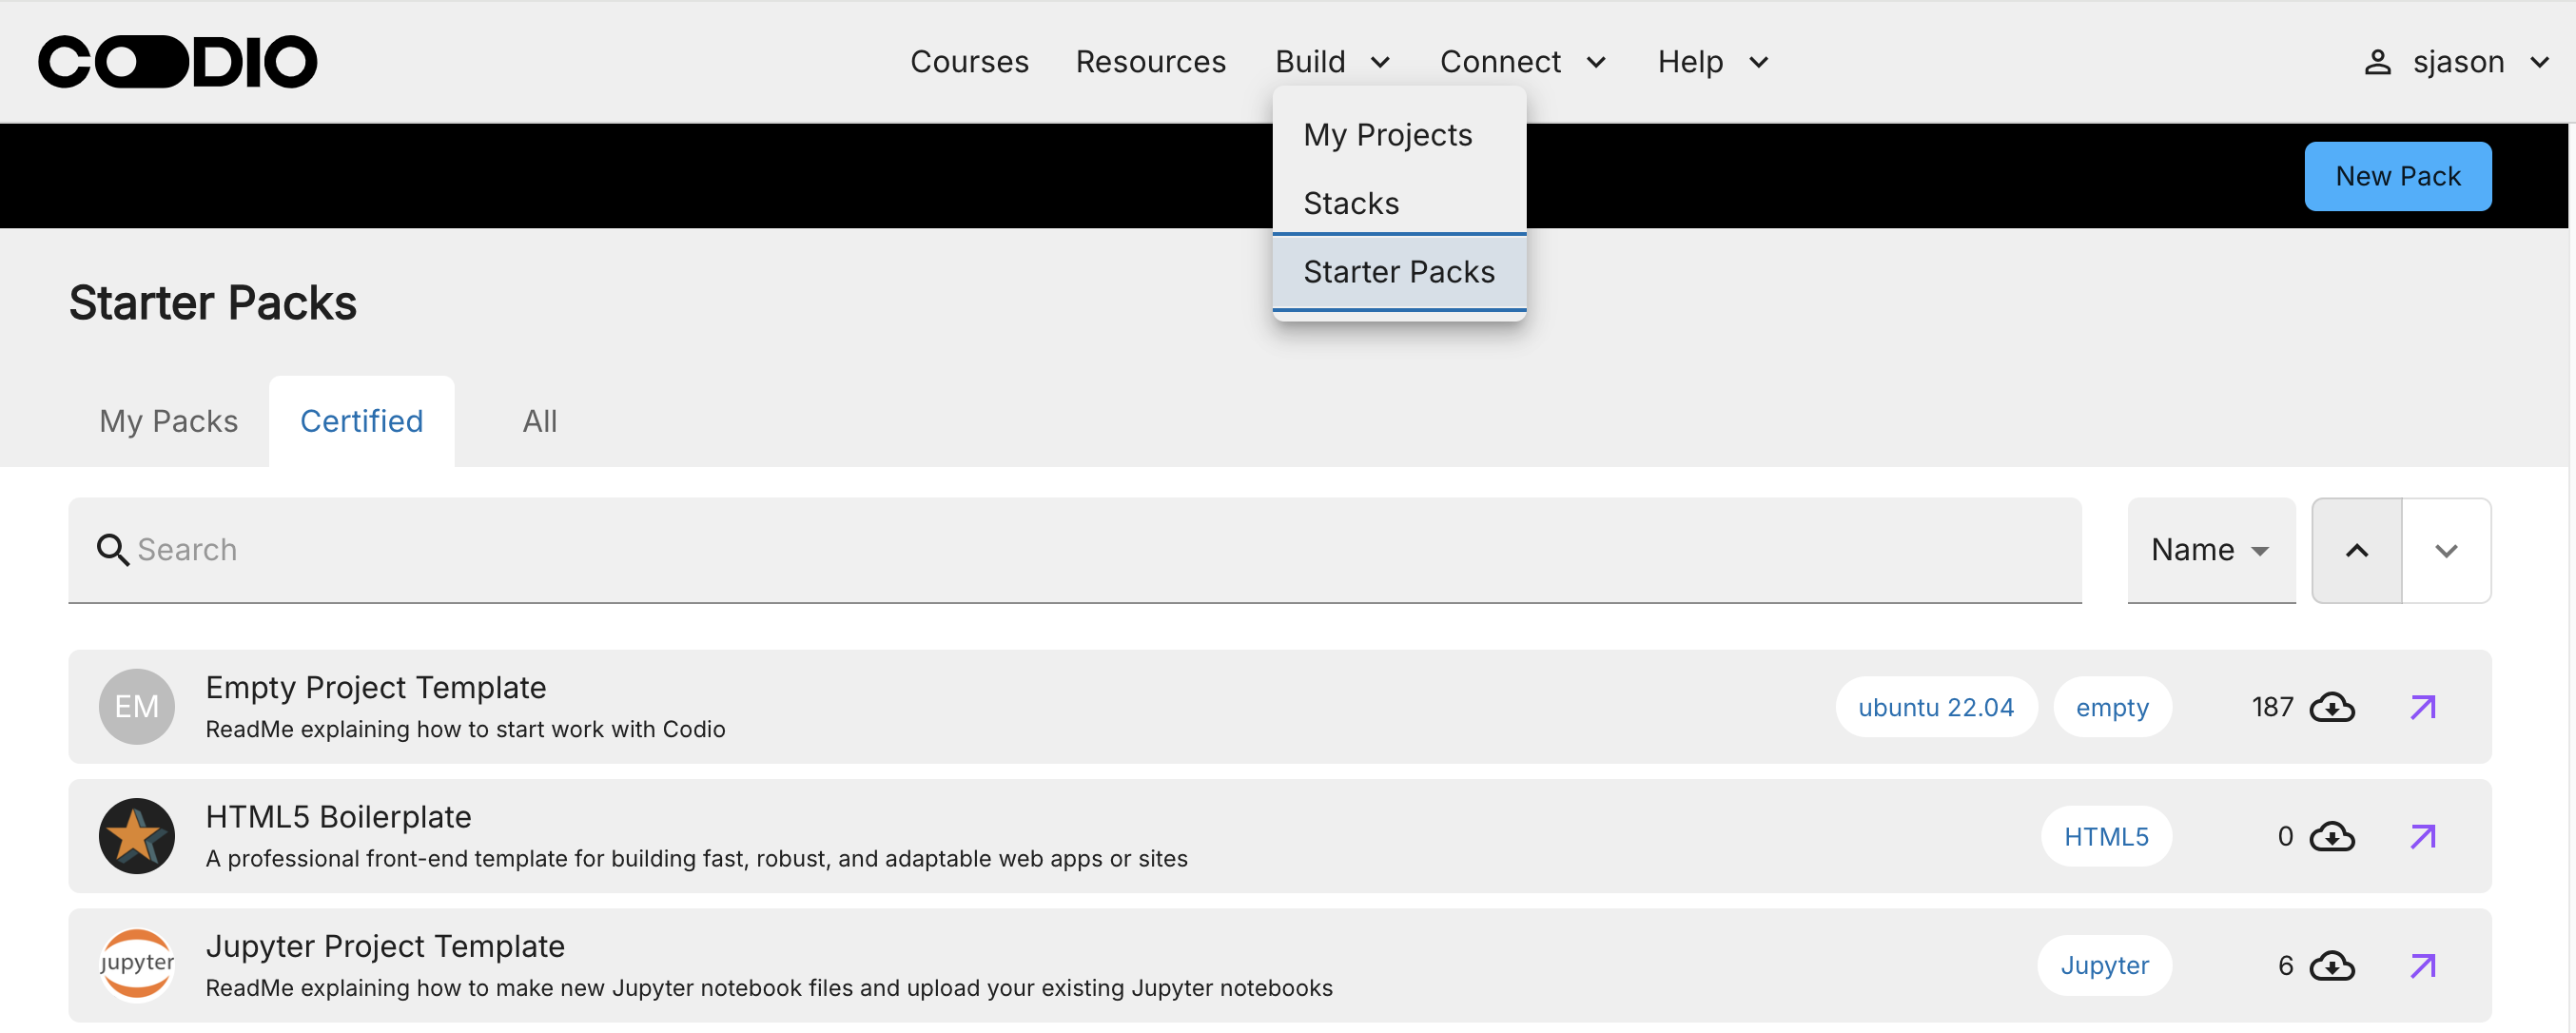 CODIO
Courses Resources Build Connect Help sjason
My Projects
Stacks
Starter Packs
New Pack
Starter Packs
My Packs Certified All
Search Name
EM Empty Project Template ubuntu 22.04 empty 187
ReadMe explaining how to start work with Codio
HTML5 Boilerplate HTML5 0
A professional front-end template for building fast, robust, and adaptable web apps or sites
jupyter Jupyter Project Template Jupyter 6
ReadMe explaining how to make new Jupyter notebook files and upload your existing Jupyter notebooks